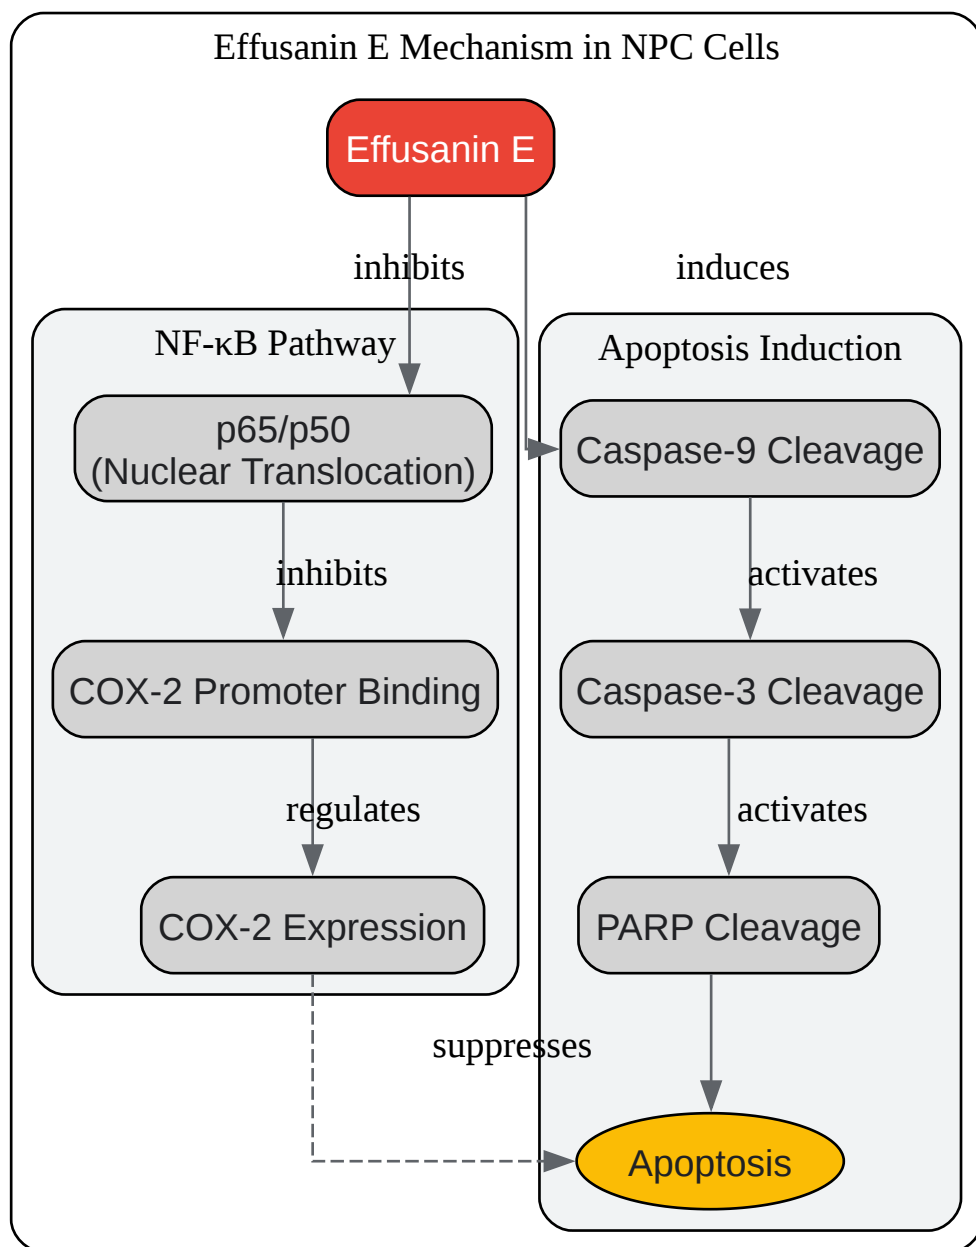 Effusanin E Mechanism in NPC Cells
Effusanin E
inhibits
induces
NF-κB Pathway
Apoptosis Induction
p65/p50
(Nuclear Translocation)
Caspase-9 Cleavage
inhibits
activates
COX-2 Promoter Binding
Caspase-3 Cleavage
regulates
activates
COX-2 Expression
PARP Cleavage
suppresses
Apoptosis